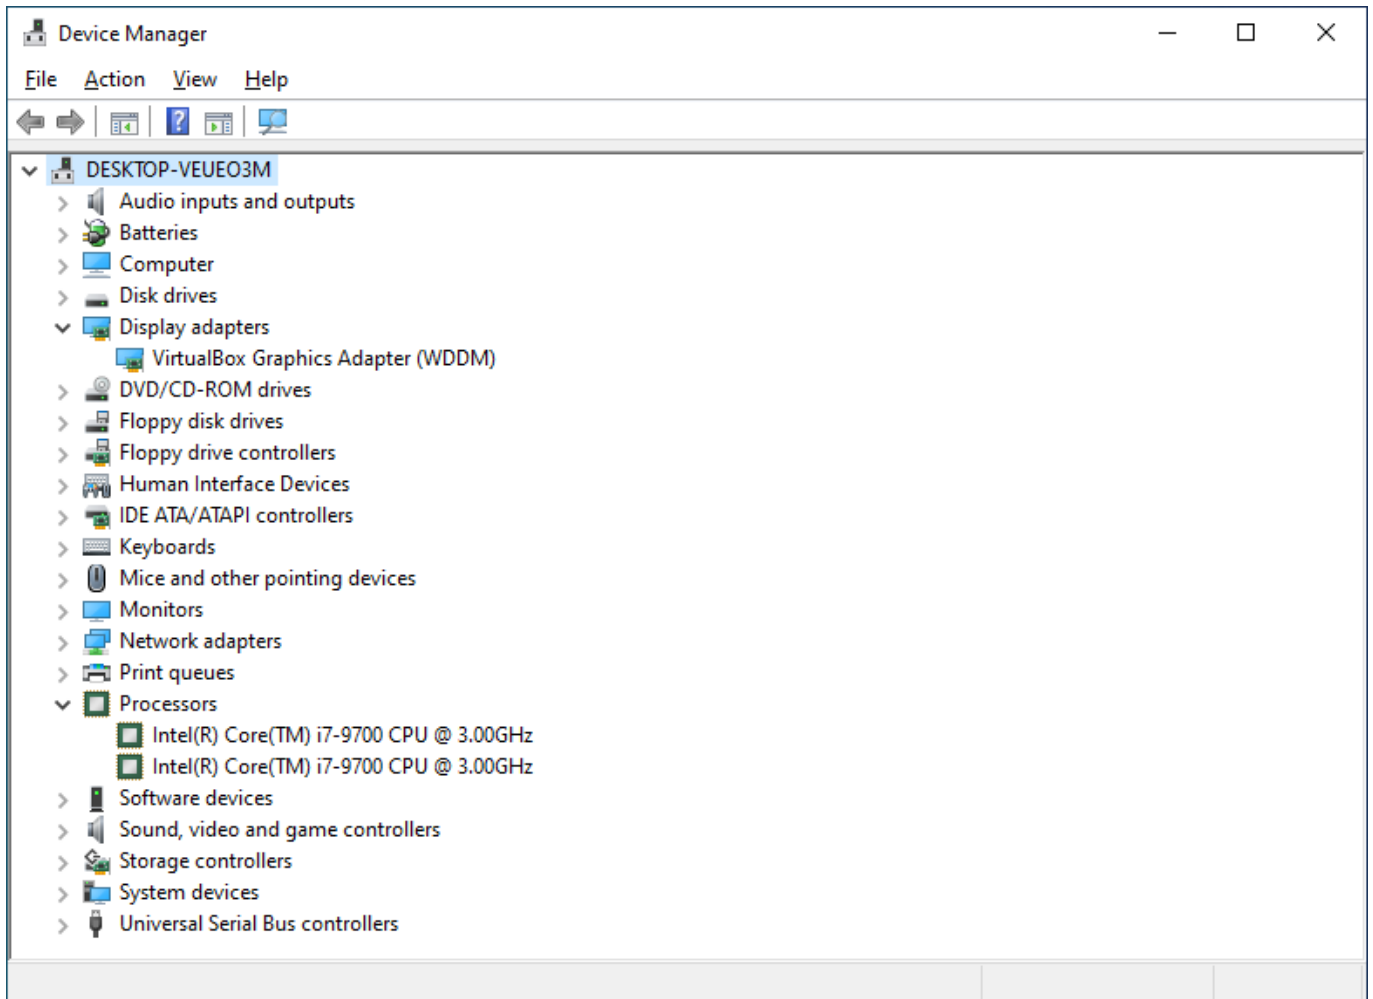 Device Manager
File Action View Help
DESKTOP-VEUEO3M
Audio inputs and outputs
Batteries
Computer
Disk drives
Display adapters
VirtualBox Graphics Adapter (WDDM)
DVD/CD-ROM drives
Floppy disk drives
Floppy drive controllers
Human Interface Devices
IDE ATA/ATAPI controllers
Keyboards
Mice and other pointing devices
Monitors
Network adapters
Print queues
Processors
Intel(R) Core(TM) i7-9700 CPU @ 3.00GHz
Intel(R) Core(TM) i7-9700 CPU @ 3.00GHz
Software devices
Sound, video and game controllers
Storage controllers
System devices
Universal Serial Bus controllers